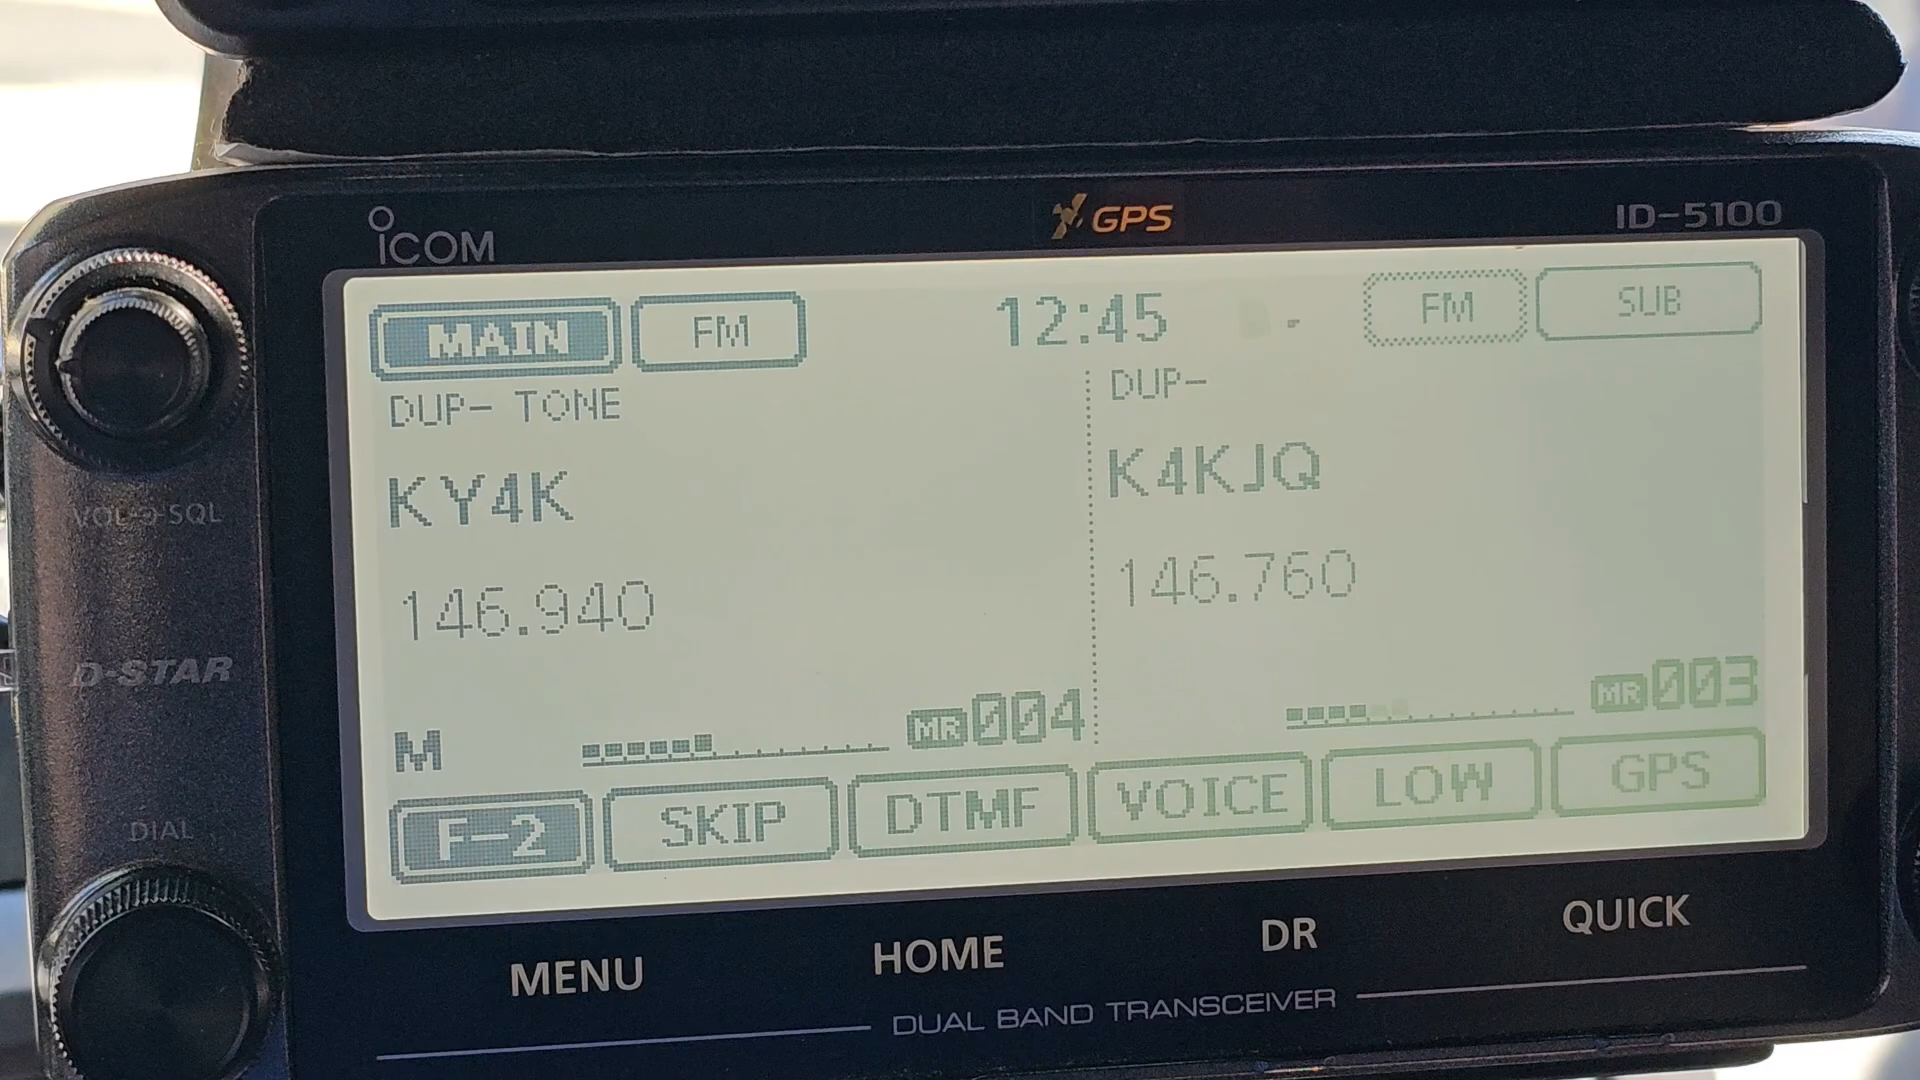 ICOM
GPS
ID-5100
MAIN FM 12:45 FM SUB
DUP- TONE
DUP-
KY4K
K4KJQ
146.940
146.760
M
MR 004
MR 003
F-2 SKIP DTMF VOICE LOW GPS
VOL SQL
D-STAR
DIAL
MENU HOME DR QUICK
DUAL BAND TRANSCEIVER